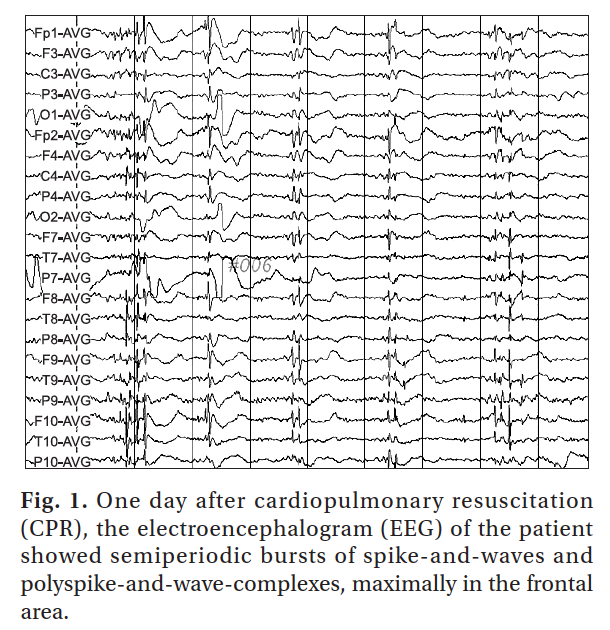 Fp1-AVG
F3-AVG
C3-AVG
P3-AVG
O1-AVG
Fp2-AVG
F4-AVG
C4-AVG
P4-AVG
O2-AVG
F7-AVG
T7-AVG
#006
P7-AVG
F8-AVG
T8-AVG
P8-AVG
F9-AVG
T9-AVG
P9-AVG
F10-AVG
T10-AVG
P10-AVG
Fig. 1. One day after cardiopulmonary resuscitation
(CPR), the electroencephalogram (EEG) of the patient
showed semiperiodic bursts of spike-and-waves and
polyspike-and-wave-complexes, maximally in the frontal
area.